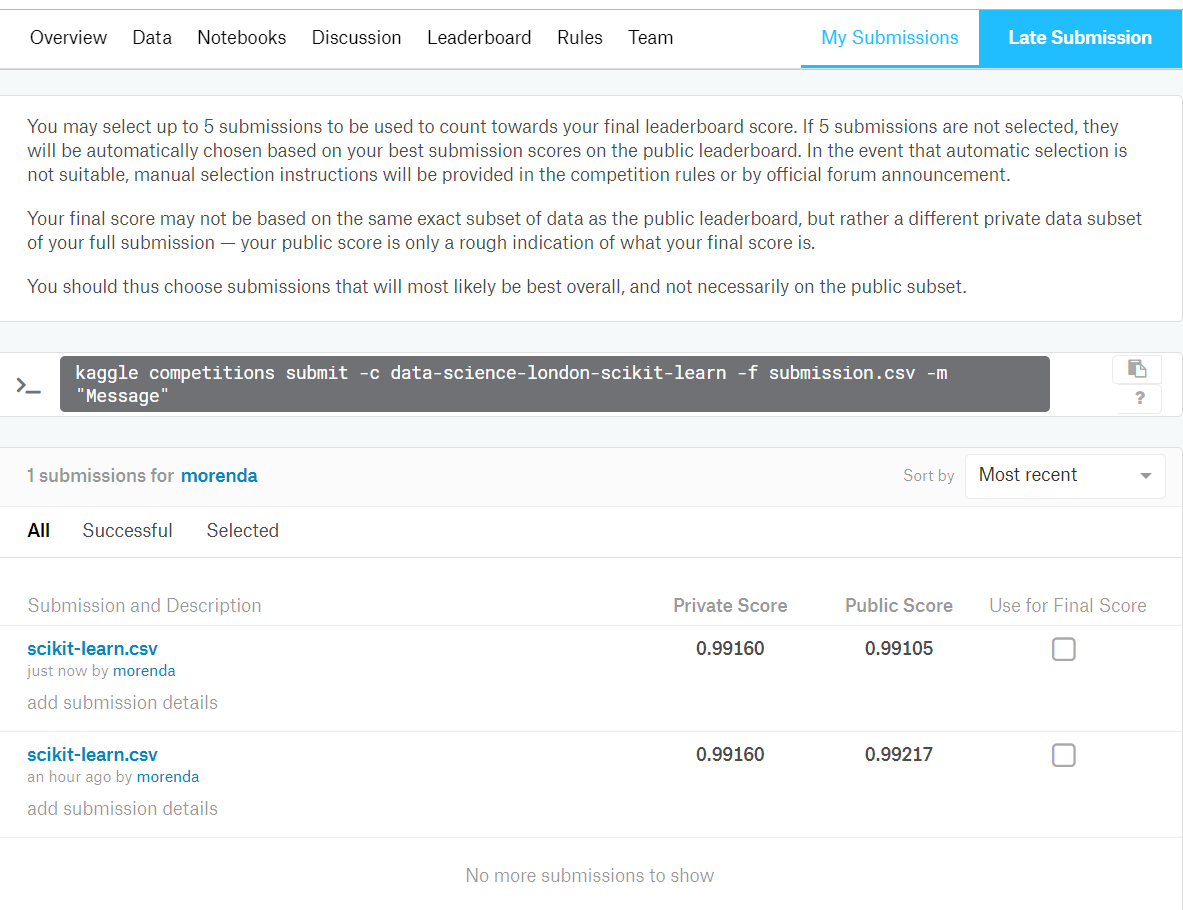 Overview Data Notebooks Discussion Leaderboard Rules Team My Submissions Late Submission
You may select up to 5 submissions to be used to count towards your final leaderboard score. If 5 submissions are not selected, they
will be automatically chosen based on your best submission scores on the public leaderboard. In the event that automatic selection is
not suitable, manual selection instructions will be provided in the competition rules or by official forum announcement.
Your final score may not be based on the same exact subset of data as the public leaderboard, but rather a different private data subset
of your full submission — your public score is only a rough indication of what your final score is.
You should thus choose submissions that will most likely be best overall, and not necessarily on the public subset.
>_ kaggle competitions submit -c data-science-london-scikit-learn -f submission.csv -m
"Message"
?
1 submissions for morenda Sort by Most recent
All Successful Selected
Submission and Description Private Score Public Score Use for Final Score
scikit-learn.csv 0.99160 0.99105
just now by morenda
add submission details
scikit-learn.csv 0.99160 0.99217
an hour ago by morenda
add submission details
No more submissions to show